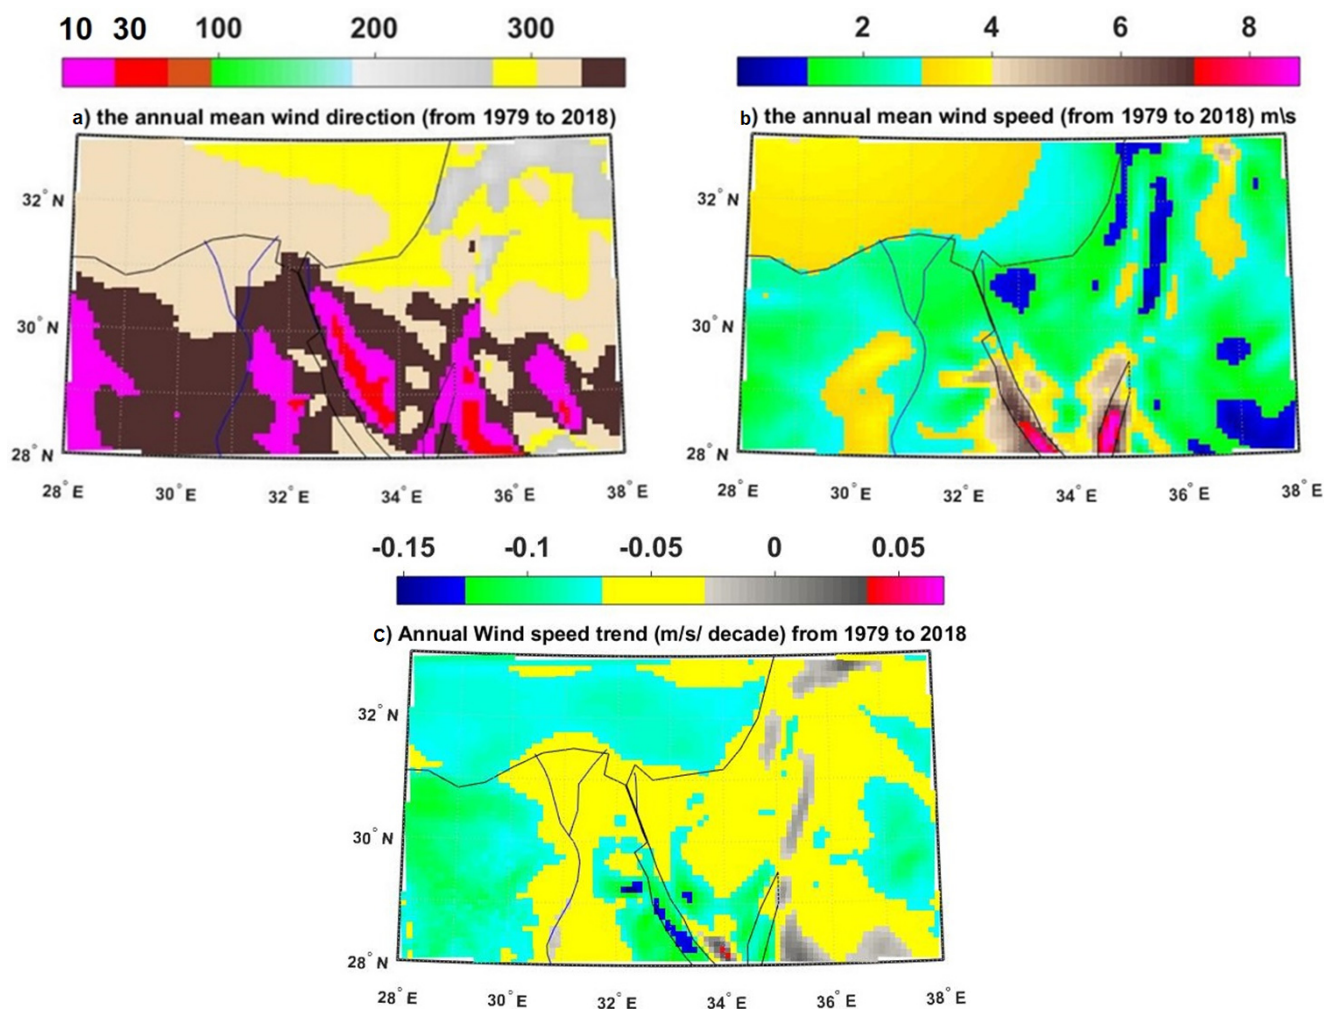 10 30 100 200 300
a) the annual mean wind direction (from 1979 to 2018)
32° N
30° N
28° N
28° E 30° E 32° E 34° E 36° E 38° E
2 4 6 8
b) the annual mean wind speed (from 1979 to 2018) m\s
32° N
30° N
28° N
28° E 30° E 32° E 34° E 36° E 38° E
-0.15 -0.1 -0.05 0 0.05
c) Annual Wind speed trend (m/s/ decade) from 1979 to 2018
32° N
30° N
28° N
28° E 30° E 32° E 34° E 36° E 38° E